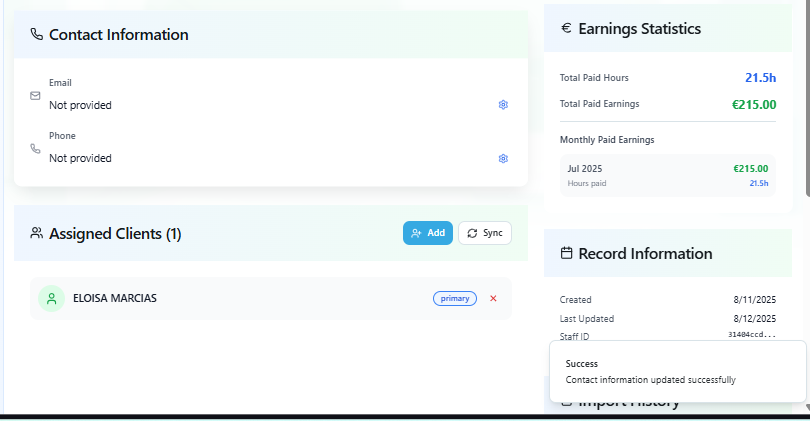 Contact Information
Email
Not provided
Phone
Not provided
Assigned Clients (1)
Add
Sync
ELOISA MARCIAS
primary
Earnings Statistics
Total Paid Hours 21.5h
Total Paid Earnings €215.00
Monthly Paid Earnings
Jul 2025 €215.00
Hours paid 21.5h
Record Information
Created 8/11/2025
Last Updated 8/12/2025
Staff ID 31404ccd...
Success
Contact information updated successfully
Import History